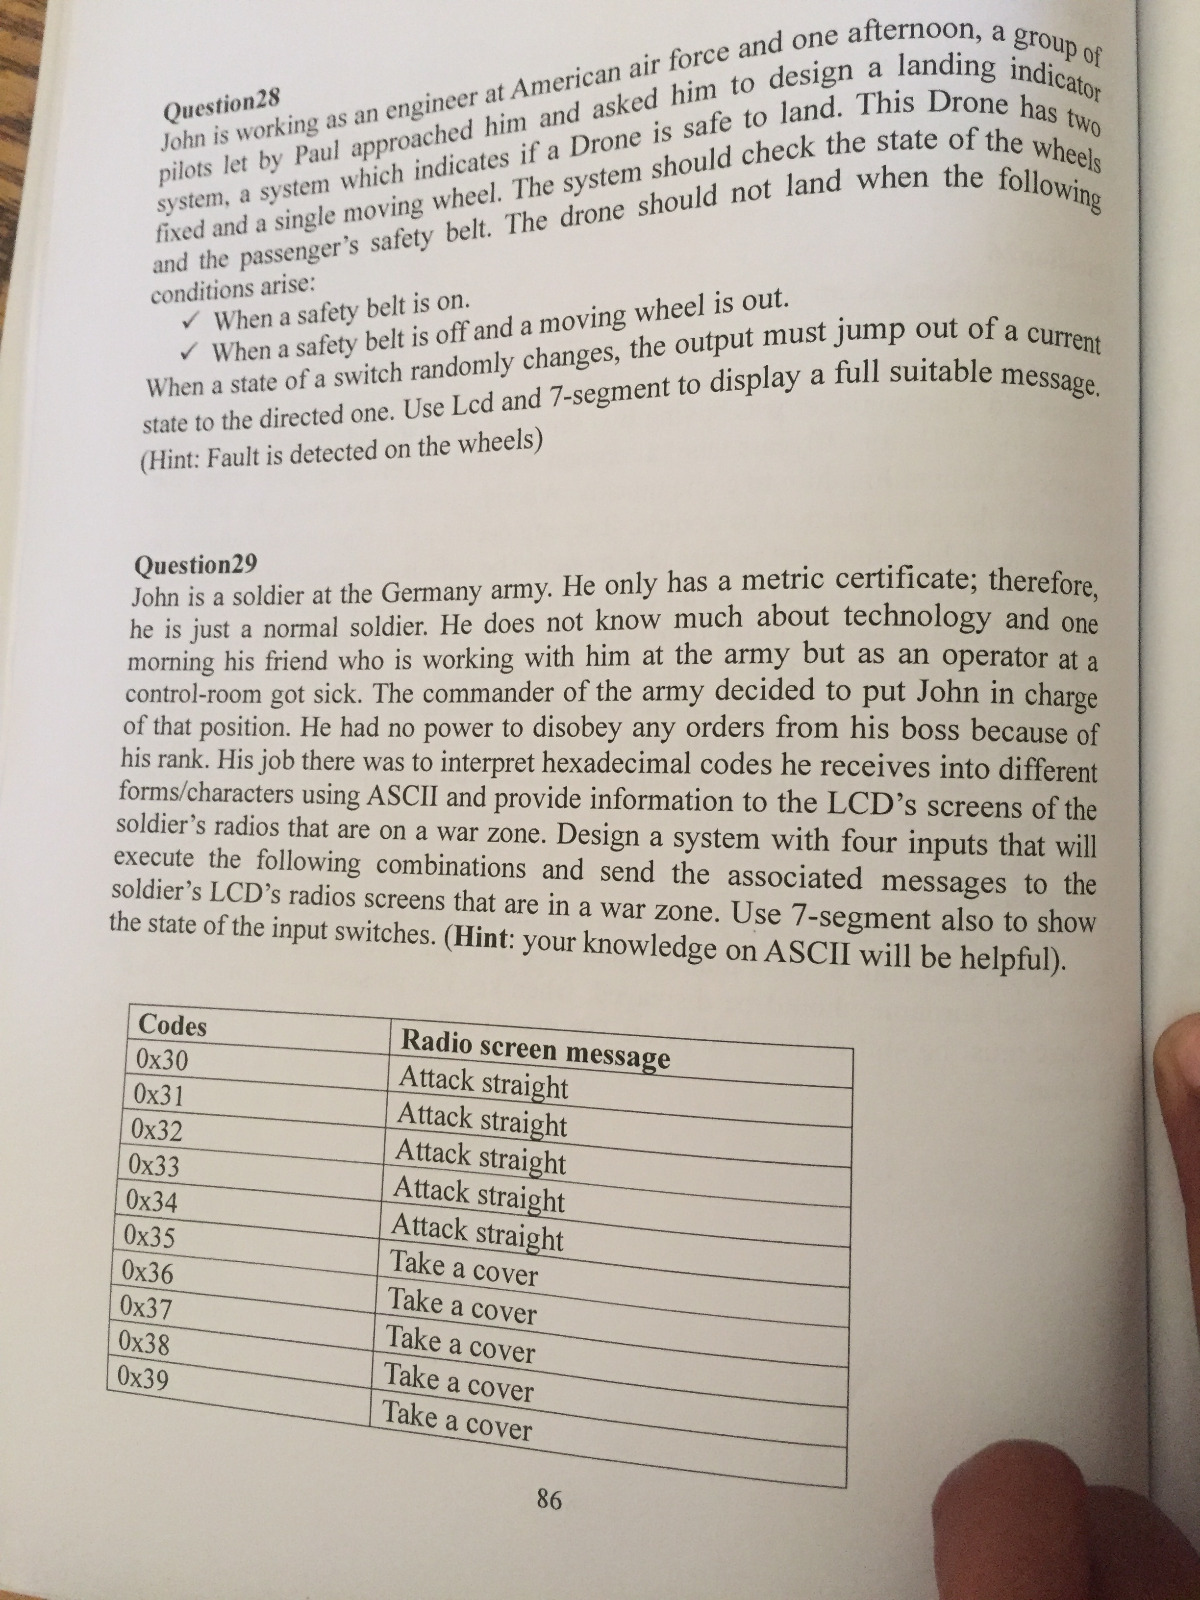 Question28
John is working as an engineer at American air force and one afternoon, a group of
pilots let by Paul approached him and asked him to design a landing indicator
system, a system which indicates if a Drone is safe to land. This Drone has two
fixed and a single moving wheel. The system should check the state of the wheels
and the passenger's safety belt. The drone should not land when the following
conditions arise:
✓ When a safety belt is on.
✓ When a safety belt is off and a moving wheel is out.
When a state of a switch randomly changes, the output must jump out of a current
state to the directed one. Use Lcd and 7-segment to display a full suitable message.
(Hint: Fault is detected on the wheels)
Question29
John is a soldier at the Germany army. He only has a metric certificate; therefore,
he is just a normal soldier. He does not know much about technology and one
morning his friend who is working with him at the army but as an operator at a
control-room got sick. The commander of the army decided to put John in charge
of that position. He had no power to disobey any orders from his boss because of
his rank. His job there was to interpret hexadecimal codes he receives into different
forms/characters using ASCII and provide information to the LCD's screens of the
soldier's radios that are on a war zone. Design a system with four inputs that will
execute the following combinations and send the associated messages to the
soldier's LCD's radios screens that are in a war zone. Use 7-segment also to show
the state of the input switches. (Hint: your knowledge on ASCII will be helpful).
Codes Radio screen message
0x30 Attack straight
0x31 Attack straight
0x32 Attack straight
0x33 Attack straight
0x34 Attack straight
0x35 Take a cover
0x36 Take a cover
0x37 Take a cover
0x38 Take a cover
0x39 Take a cover
86